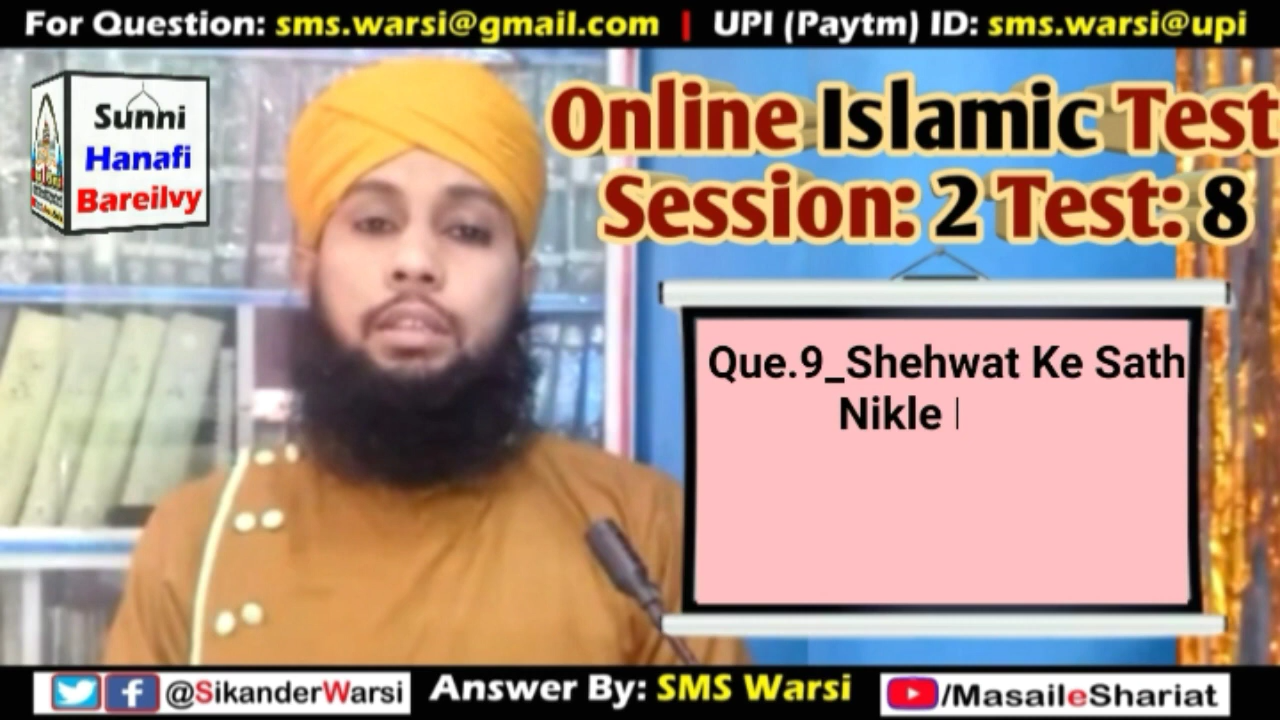 For Question: sms.warsi@gmail.com | UPI (Paytm) ID: sms.warsi@upi
Sunni
Hanafi
Bareilvy
Online Islamic Test
Session: 2 Test: 8
Que.9_Shehwat Ke Sath
Nikle
@SikanderWarsi
Answer By: SMS Warsi
/MasaileShariat